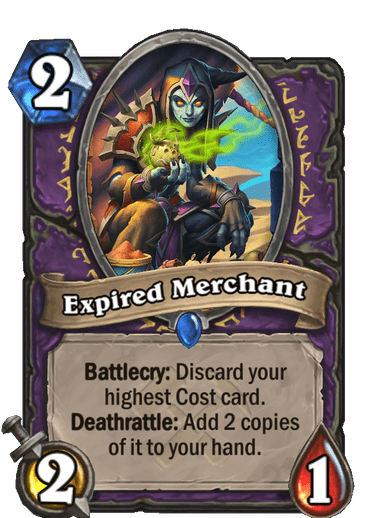 2
Expired Merchant
Battlecry: Discard your
highest Cost card.
Deathrattle: Add 2 copies
of it to your hand.
2
1